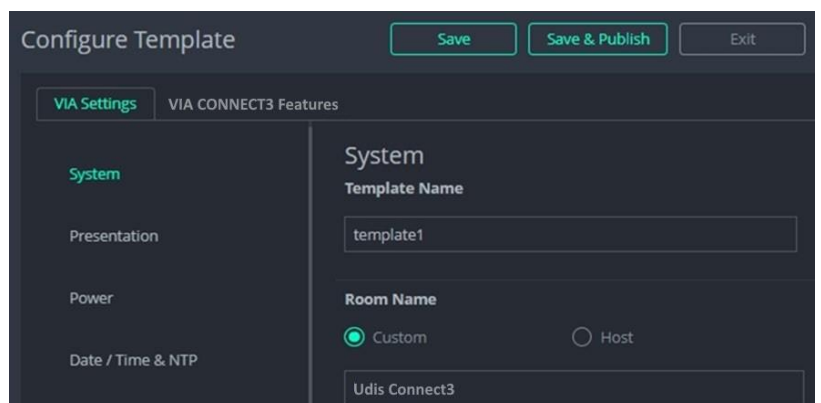 Configure Template
Save
Save & Publish
Exit
VIA Settings
VIA CONNECT3 Features
System
Presentation
Power
Date / Time & NTP
System
Template Name
template1
Room Name
Custom
Host
Udis Connect3